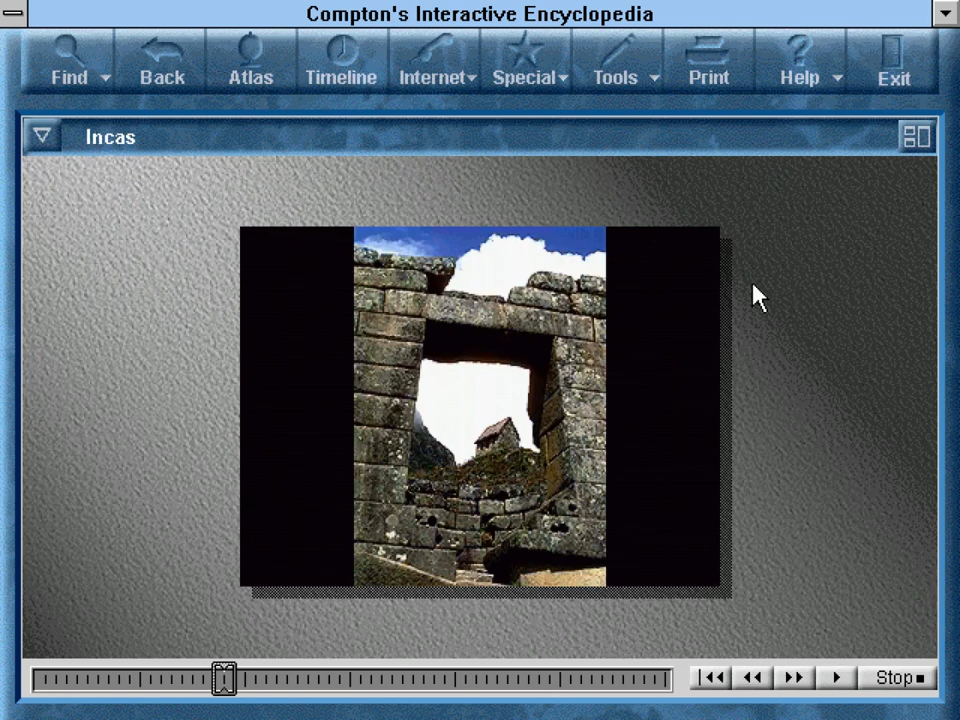 Compton's Interactive Encyclopedia
Find Back Atlas Timeline Internet Special Tools Print Help Exit
Incas
Stop